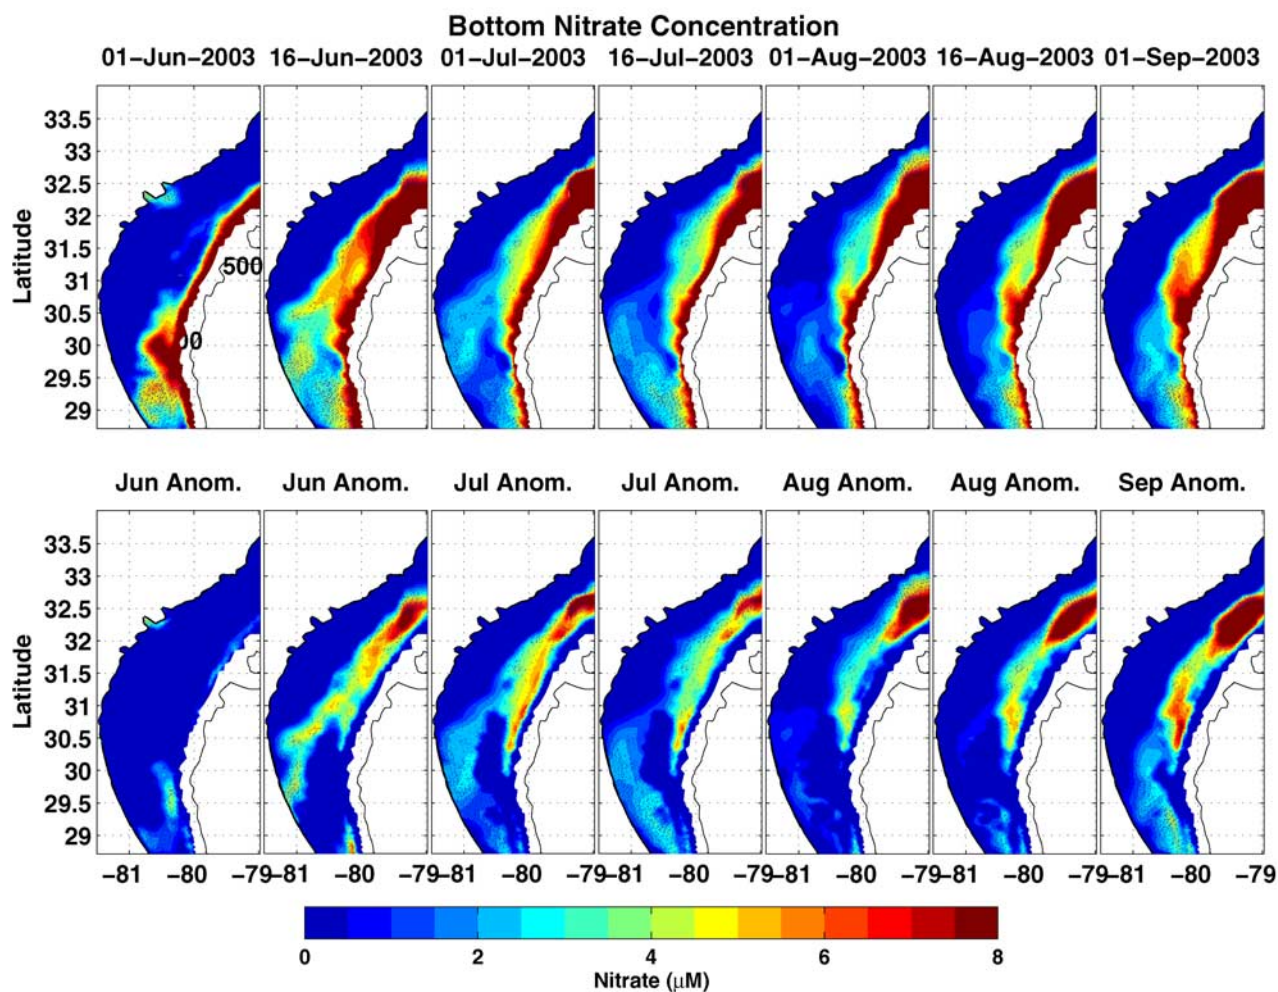 Bottom Nitrate Concentration
01-Jun-2003 16-Jun-2003 01-Jul-2003 16-Jul-2003 01-Aug-2003 16-Aug-2003 01-Sep-2003
33.5
33
32.5
32
31.5
31
30.5
30
29.5
29
Latitude
500
00
Jun Anom. Jun Anom. Jul Anom. Jul Anom. Aug Anom. Aug Anom. Sep Anom.
33.5
33
32.5
32
31.5
31
30.5
30
29.5
29
Latitude
-81 -80 -79-81 -80 -79-81 -80 -79-81 -80 -79-81 -80 -79-81 -80 -79-81 -80 -79
0 2 4 6 8
Nitrate (μM)